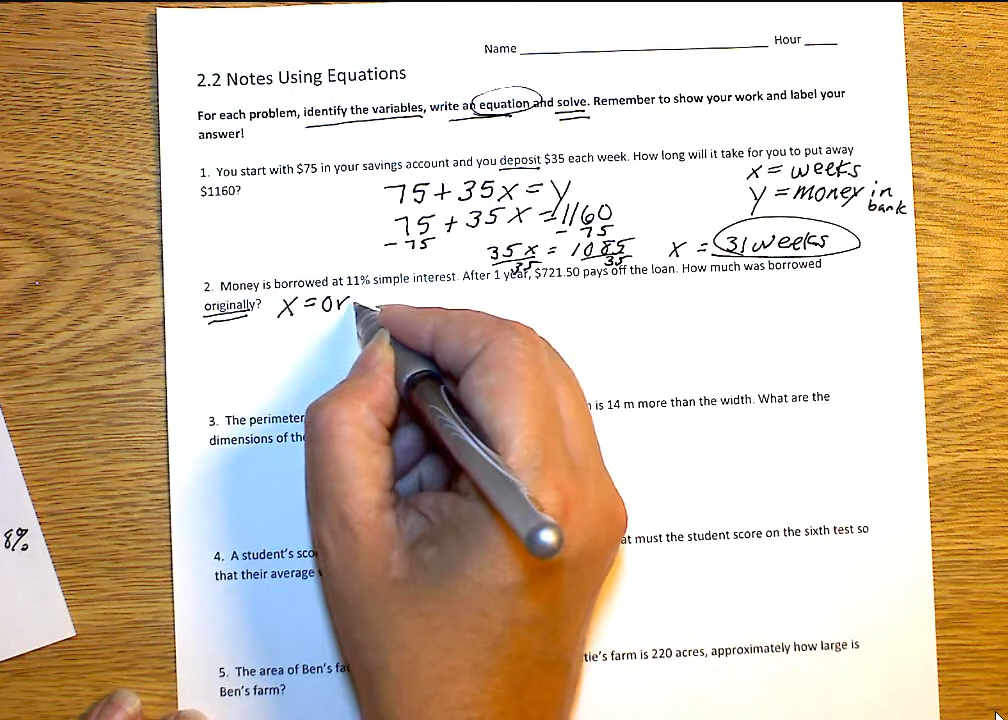 Name ____________ Hour ____
2.2 Notes Using Equations
For each problem, identify the variables, write an equation and solve. Remember to show your work and label your
answer!
1. You start with $75 in your savings account and you deposit $35 each week. How long will it take for you to put away
$1160?
x = weeks
y = money in
bank
75 + 35x = y
75 + 35x = 1160
-75 -75
35x = 1085
35 35
x = 31 weeks
2. Money is borrowed at 11% simple interest. After 1 year, $721.50 pays off the loan. How much was borrowed
originally? X = or
3. The perimeter is 14 m more than the width. What are the
dimensions of the
4. A student's sco at must the student score on the sixth test so
that their average
5. The area of Ben's fa tie's farm is 220 acres, approximately how large is
Ben's farm?
8%